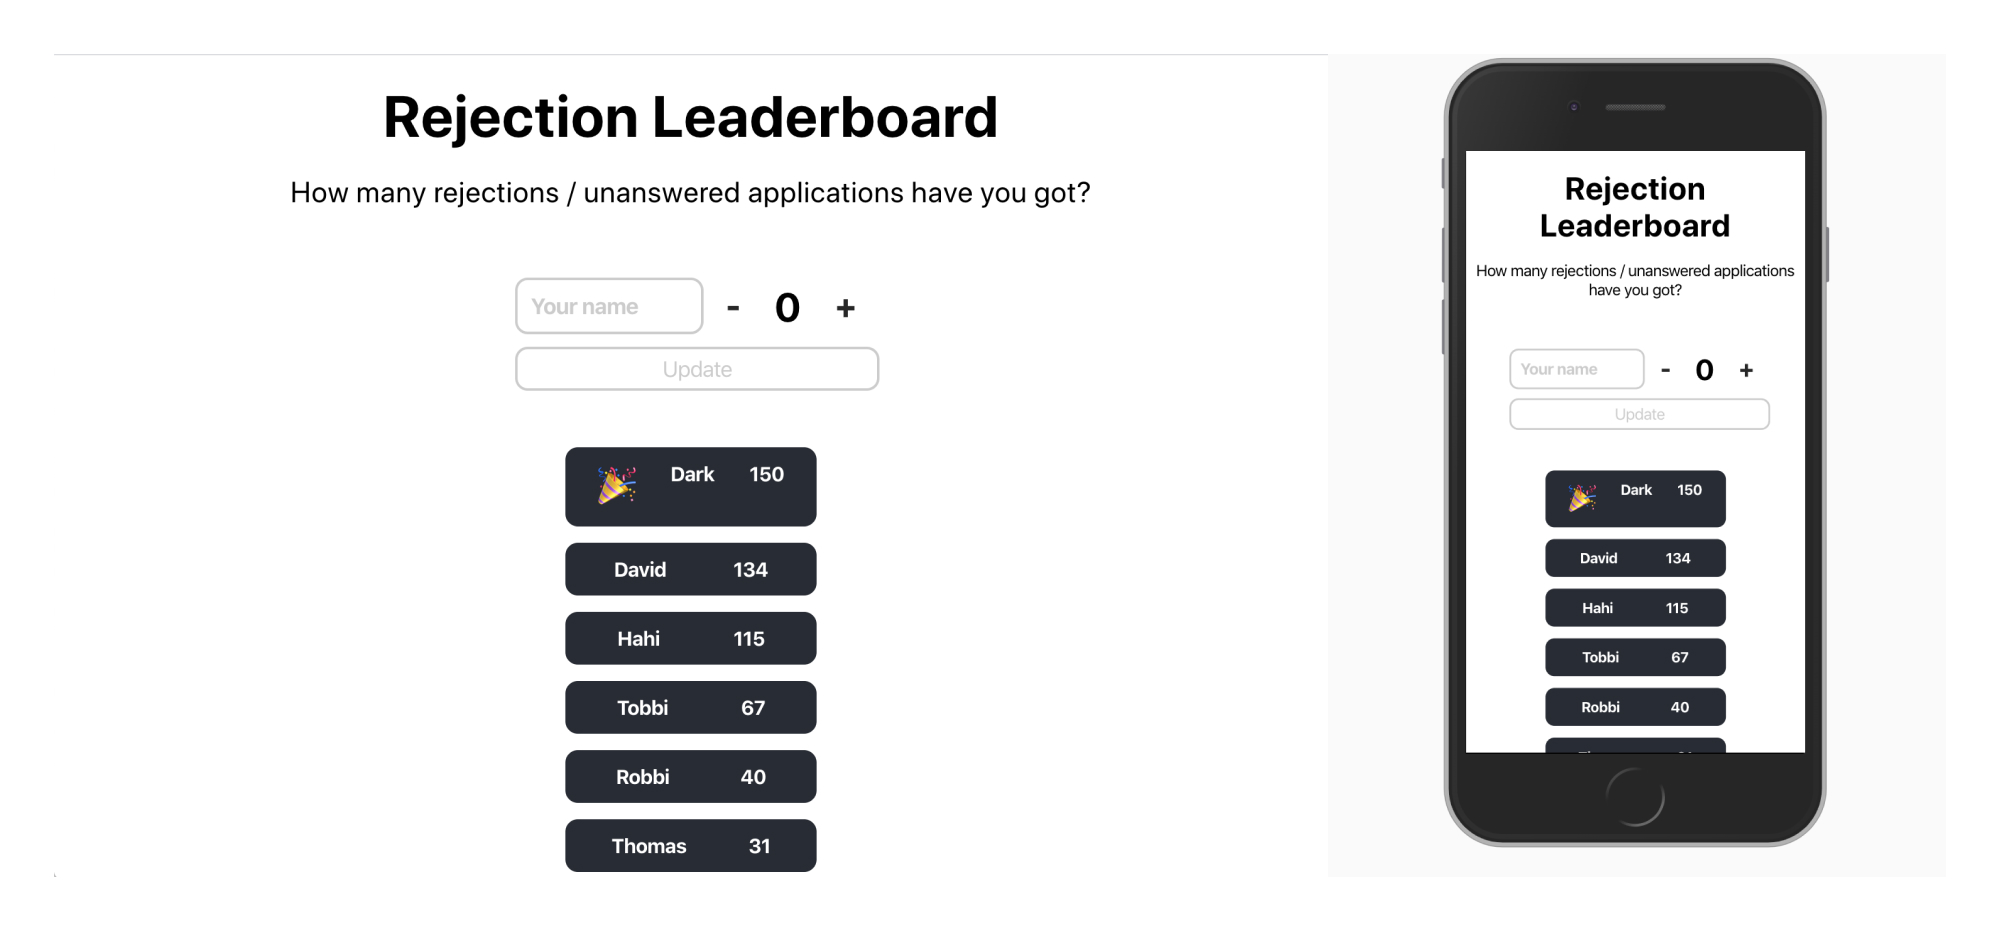 Rejection Leaderboard
How many rejections / unanswered applications have you got?
Your name - 0 +
Update
Dark 150
David 134
Hahi 115
Tobbi 67
Robbi 40
Thomas 31
Rejection
Leaderboard
How many rejections / unanswered applications
have you got?
Your name - 0 +
Update
Dark 150
David 134
Hahi 115
Tobbi 67
Robbi 40